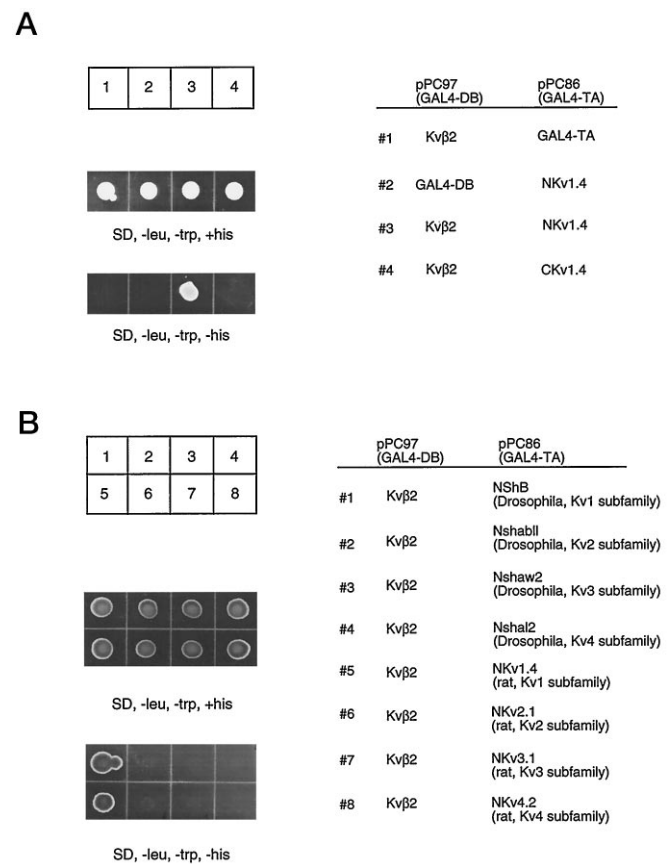 A
1 2 3 4
SD, -leu, -trp, +his
SD, -leu, -trp, -his
pPC97 pPC86
(GAL4-DB) (GAL4-TA)
#1 Kvβ2 GAL4-TA
#2 GAL4-DB NKv1.4
#3 Kvβ2 NKv1.4
#4 Kvβ2 CKv1.4
B
1 2 3 4
5 6 7 8
SD, -leu, -trp, +his
SD, -leu, -trp, -his
pPC97 pPC86
(GAL4-DB) (GAL4-TA)
#1 Kvβ2 NShB
(Drosophila, Kv1 subfamily)
#2 Kvβ2 NshabII
(Drosophila, Kv2 subfamily)
#3 Kvβ2 Nshaw2
(Drosophila, Kv3 subfamily)
#4 Kvβ2 Nshal2
(Drosophila, Kv4 subfamily)
#5 Kvβ2 NKv1.4
(rat, Kv1 subfamily)
#6 Kvβ2 NKv2.1
(rat, Kv2 subfamily)
#7 Kvβ2 NKv3.1
(rat, Kv3 subfamily)
#8 Kvβ2 NKv4.2
(rat, Kv4 subfamily)